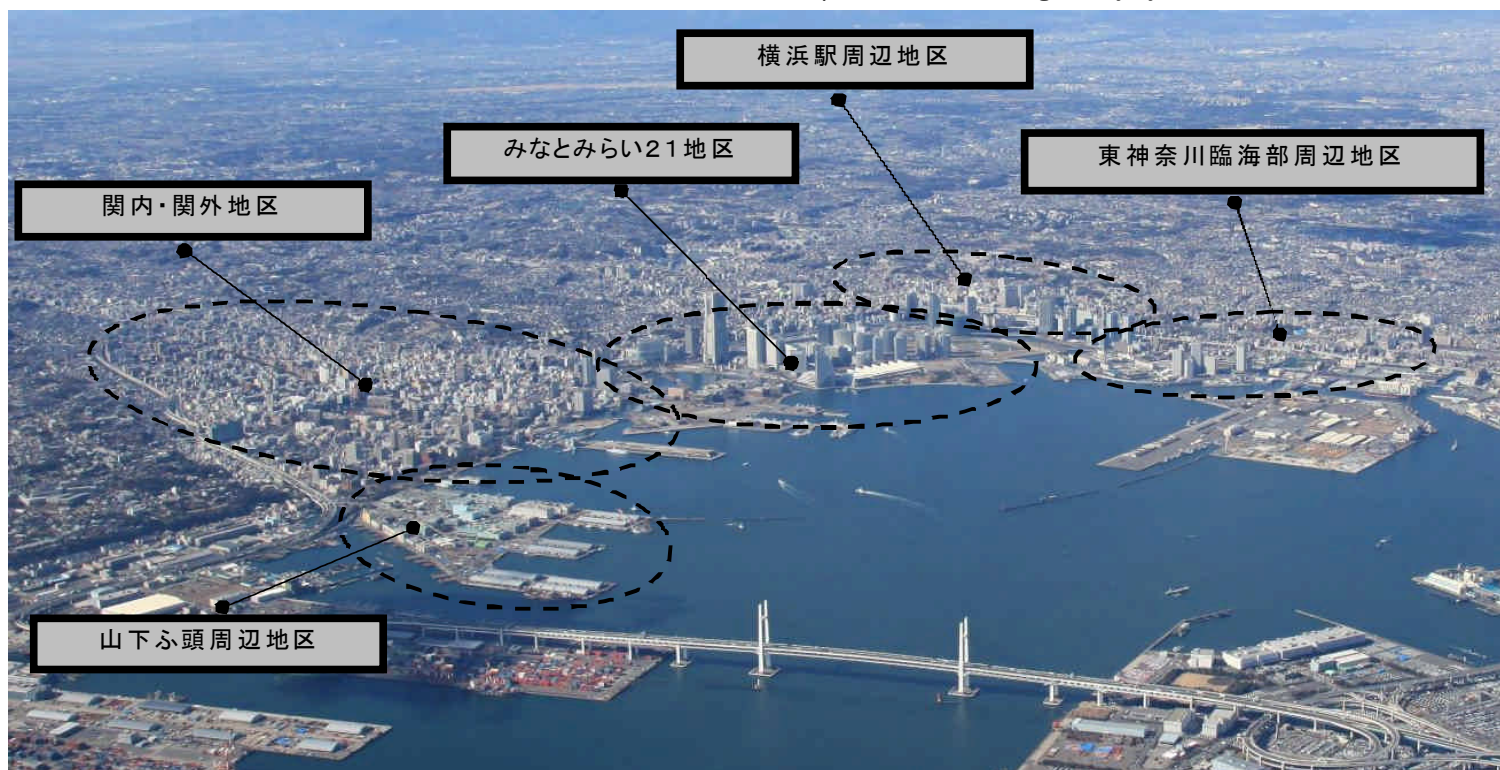 横浜駅周辺地区
みなとみらい21地区
東神奈川臨海部周辺地区
関内・関外地区
山下ふ頭周辺地区